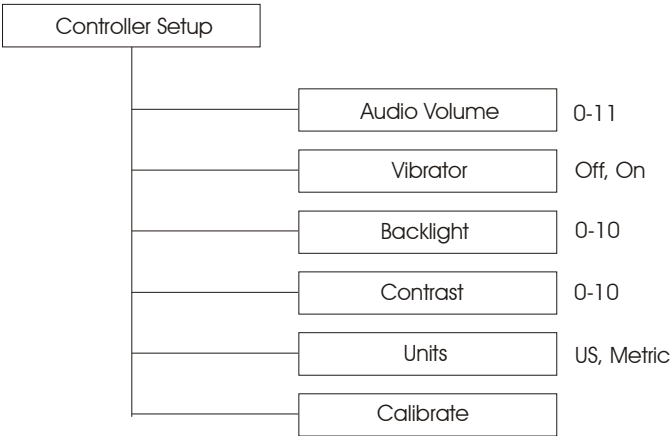 Controller Setup
Audio Volume 0-11
Vibrator Off, On
Backlight 0-10
Contrast 0-10
Units US, Metric
Calibrate